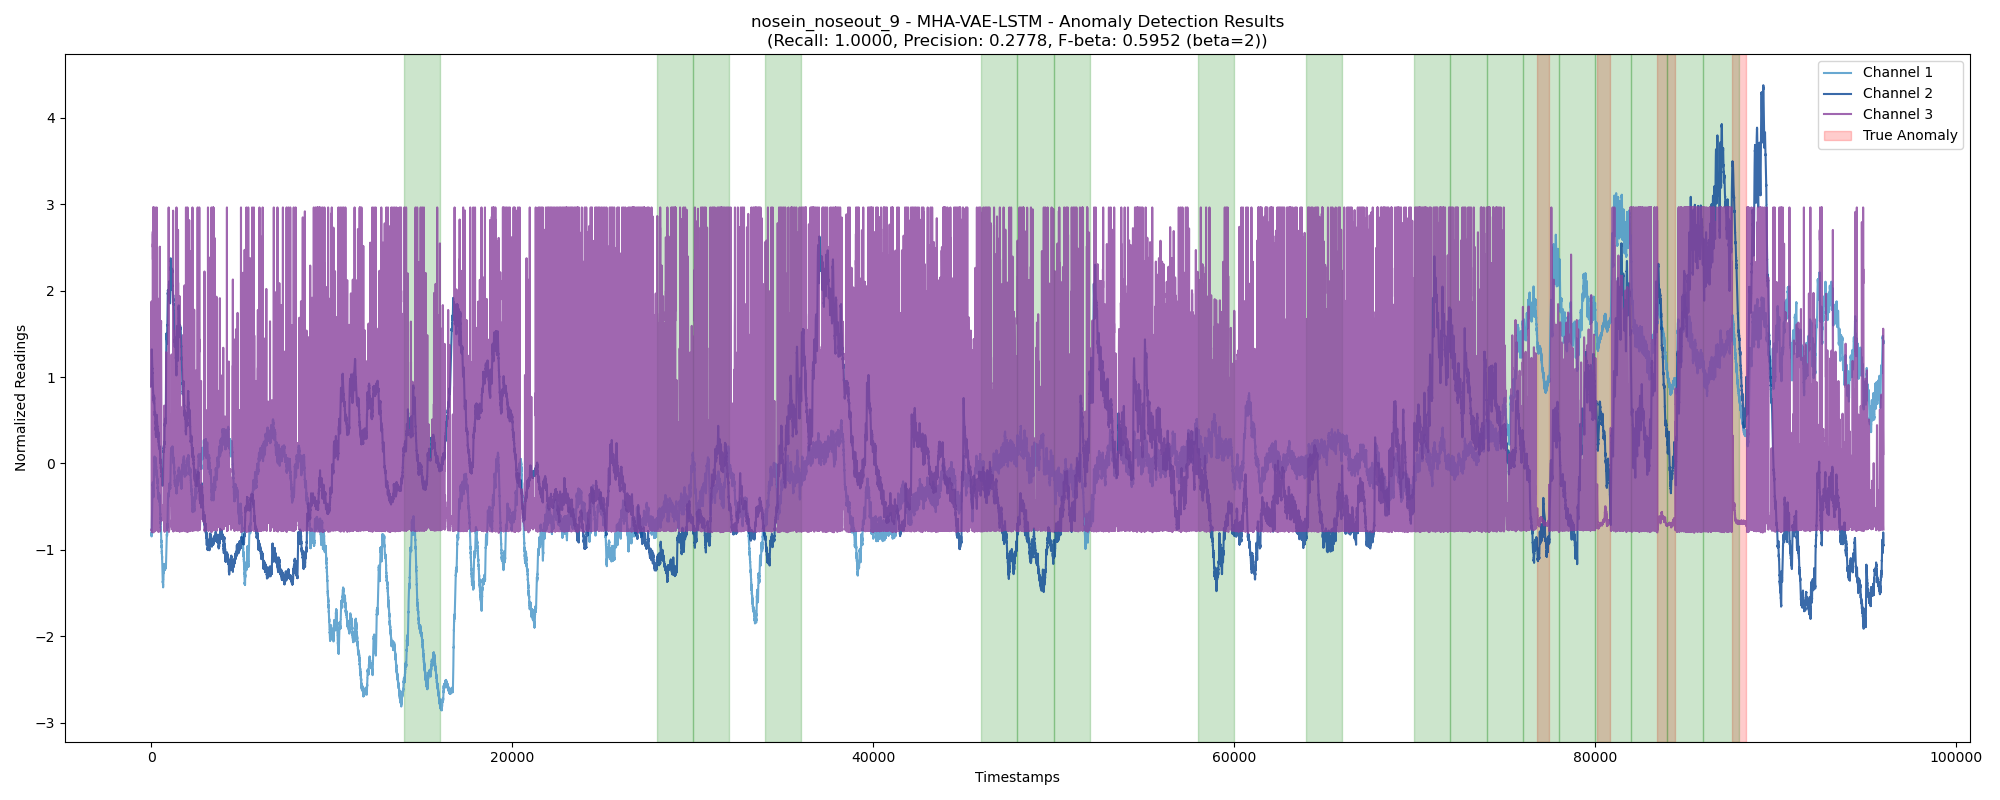 nosein_noseout_9 - MHA-VAE-LSTM - Anomaly Detection Results
(Recall: 1.0000, Precision: 0.2778, F-beta: 0.5952 (beta=2))
Channel 1
Channel 2
Channel 3
True Anomaly
Normalized Readings
4
3
2
1
0
−1
−2
−3
0
20000
40000
60000
80000
100000
Timestamps